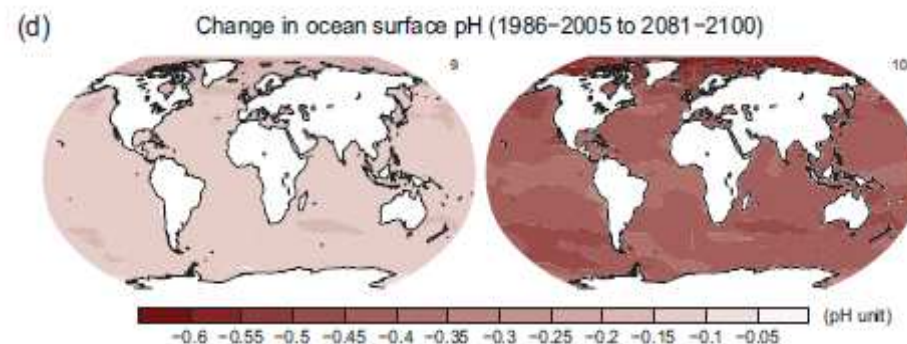 (d) Change in ocean surface pH (1986−2005 to 2081−2100)
9
10
(pH unit)
−0.6 −0.55 −0.5 −0.45 −0.4 −0.35 −0.3 −0.25 −0.2 −0.15 −0.1 −0.05